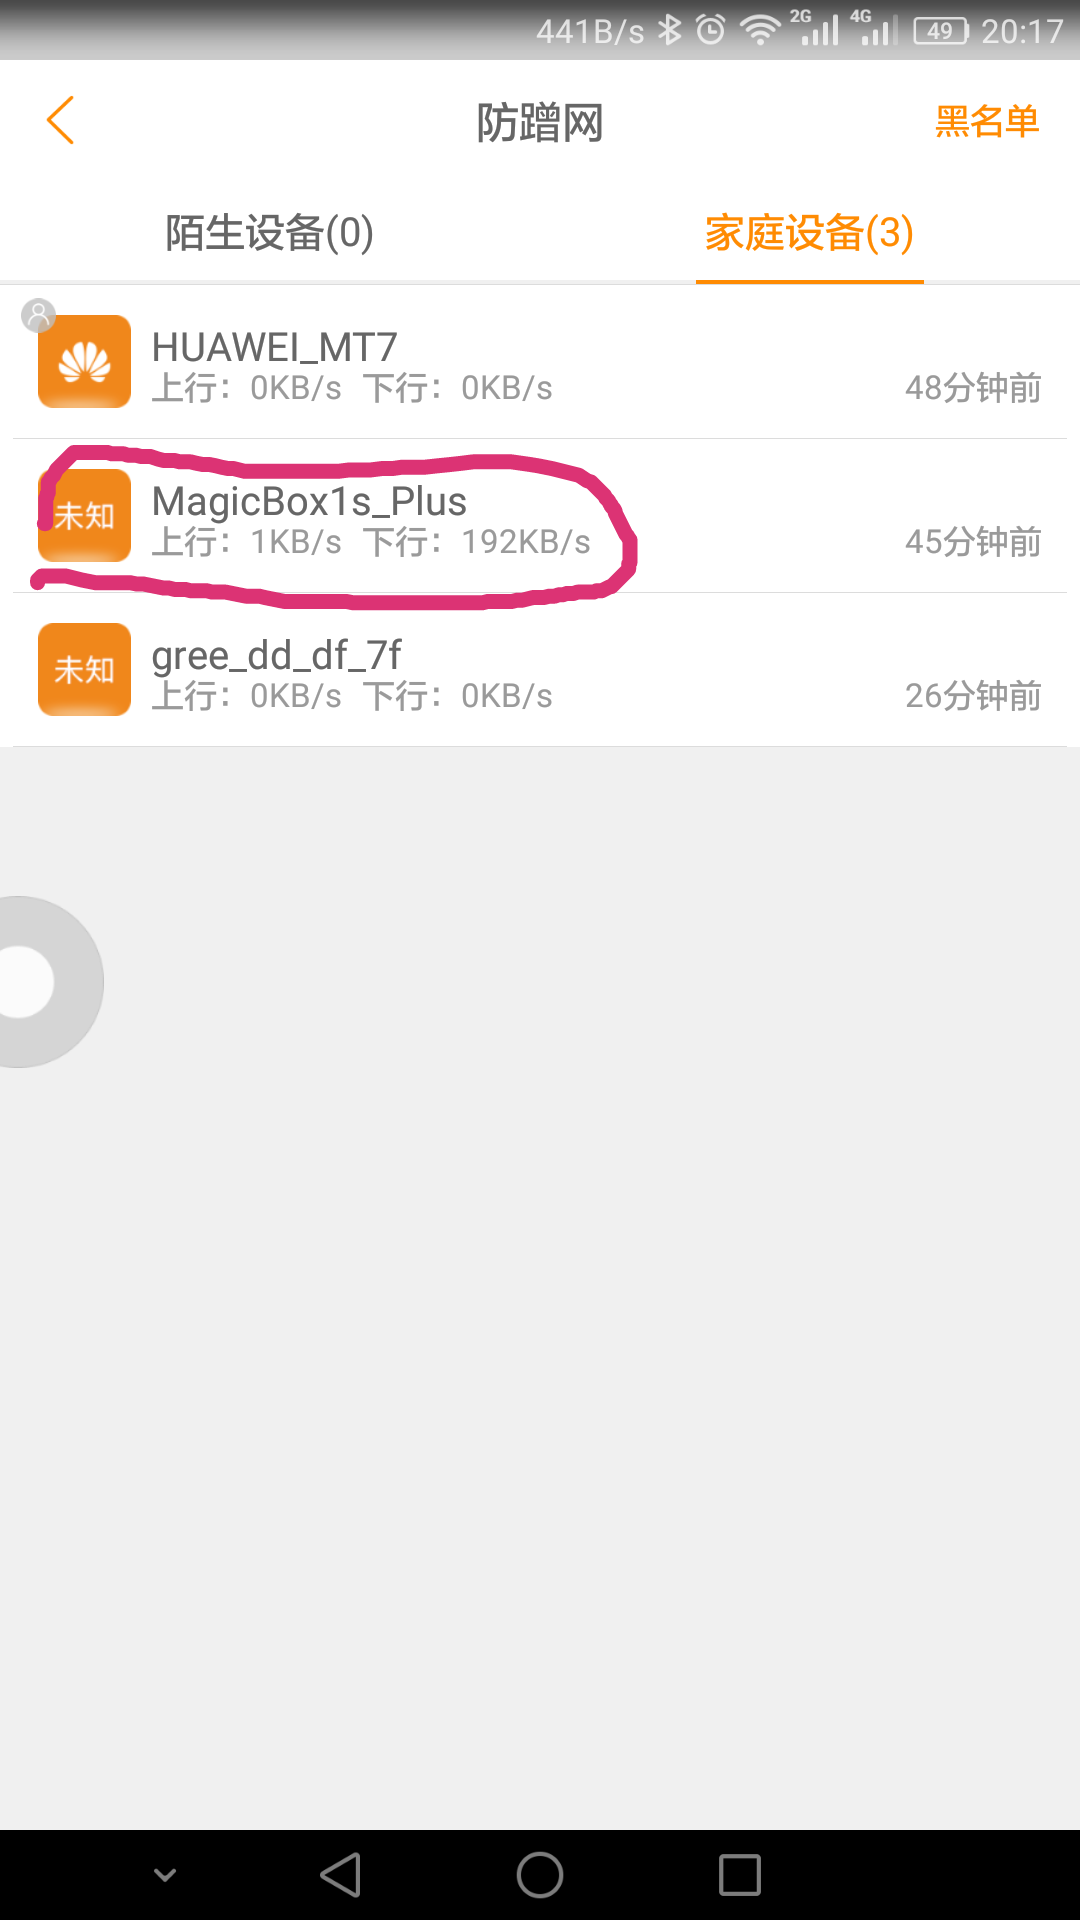 441B/s 2G 4G 49 20:17
防蹭网 黑名单
陌生设备(0) 家庭设备(3)
HUAWEI_MT7
上行：0KB/s 下行：0KB/s 48分钟前
未知 MagicBox1s_Plus
上行：1KB/s 下行：192KB/s 45分钟前
未知 gree_dd_df_7f
上行：0KB/s 下行：0KB/s 26分钟前